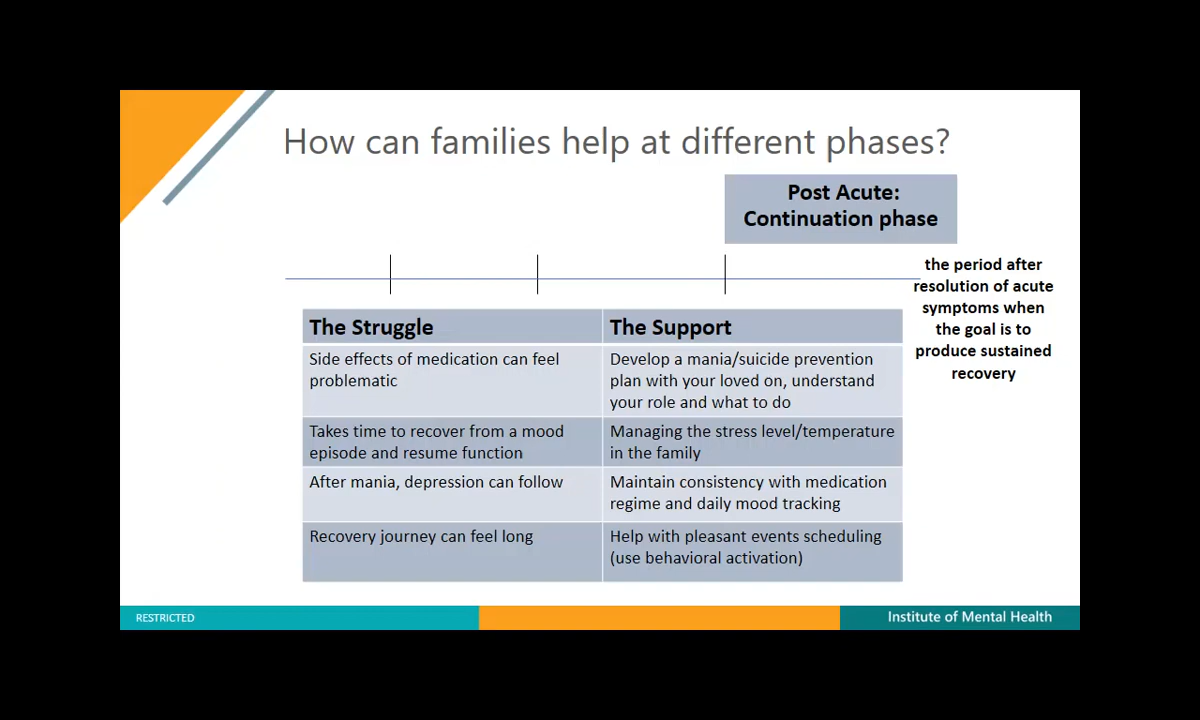 How can families help at different phases?
Post Acute:
Continuation phase
the period after
resolution of acute
symptoms when
the goal is to
produce sustained
recovery
The Struggle
The Support
Side effects of medication can feel
problematic
Develop a mania/suicide prevention
plan with your loved on, understand
your role and what to do
Takes time to recover from a mood
episode and resume function
Managing the stress level/temperature
in the family
After mania, depression can follow
Maintain consistency with medication
regime and daily mood tracking
Recovery journey can feel long
Help with pleasant events scheduling
(use behavioral activation)
RESTRICTED
Institute of Mental Health